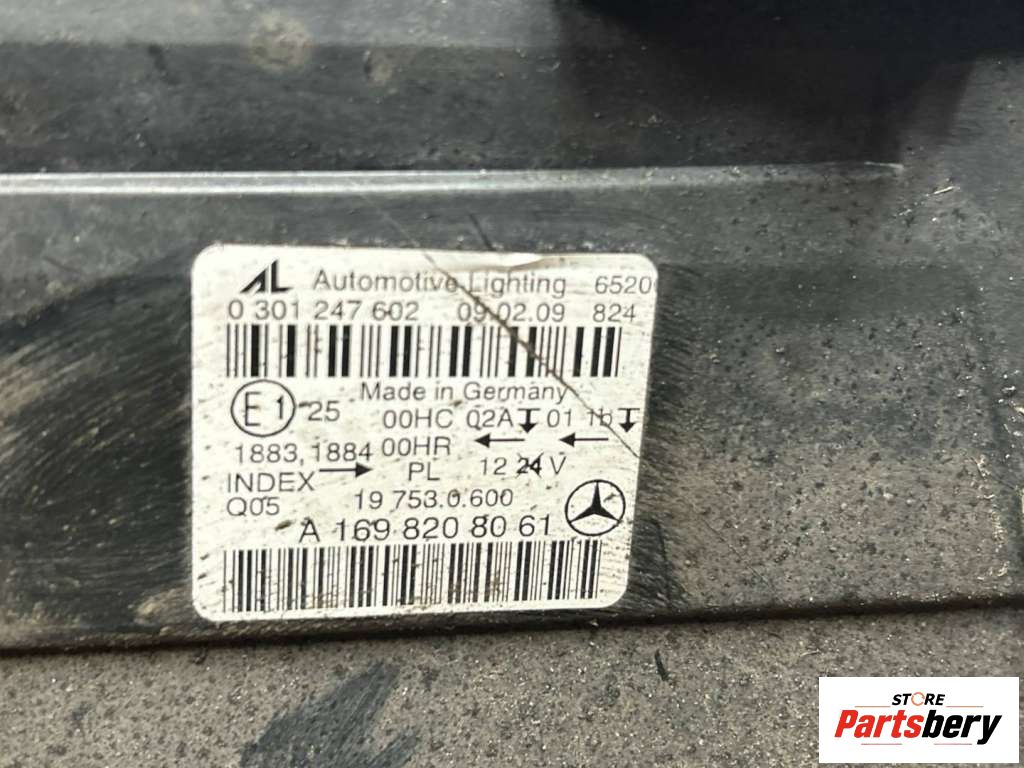 AL Automotive Lighting 6520
0 301 247 602 09.02.09 824
Made in Germany
E1 25 00HC 02A 01 1b
1883, 1884 00HR ← ←
INDEX → PL 12 24 V
Q05 19 753.0.600
A 169 820 80 61
STORE
Partsbery